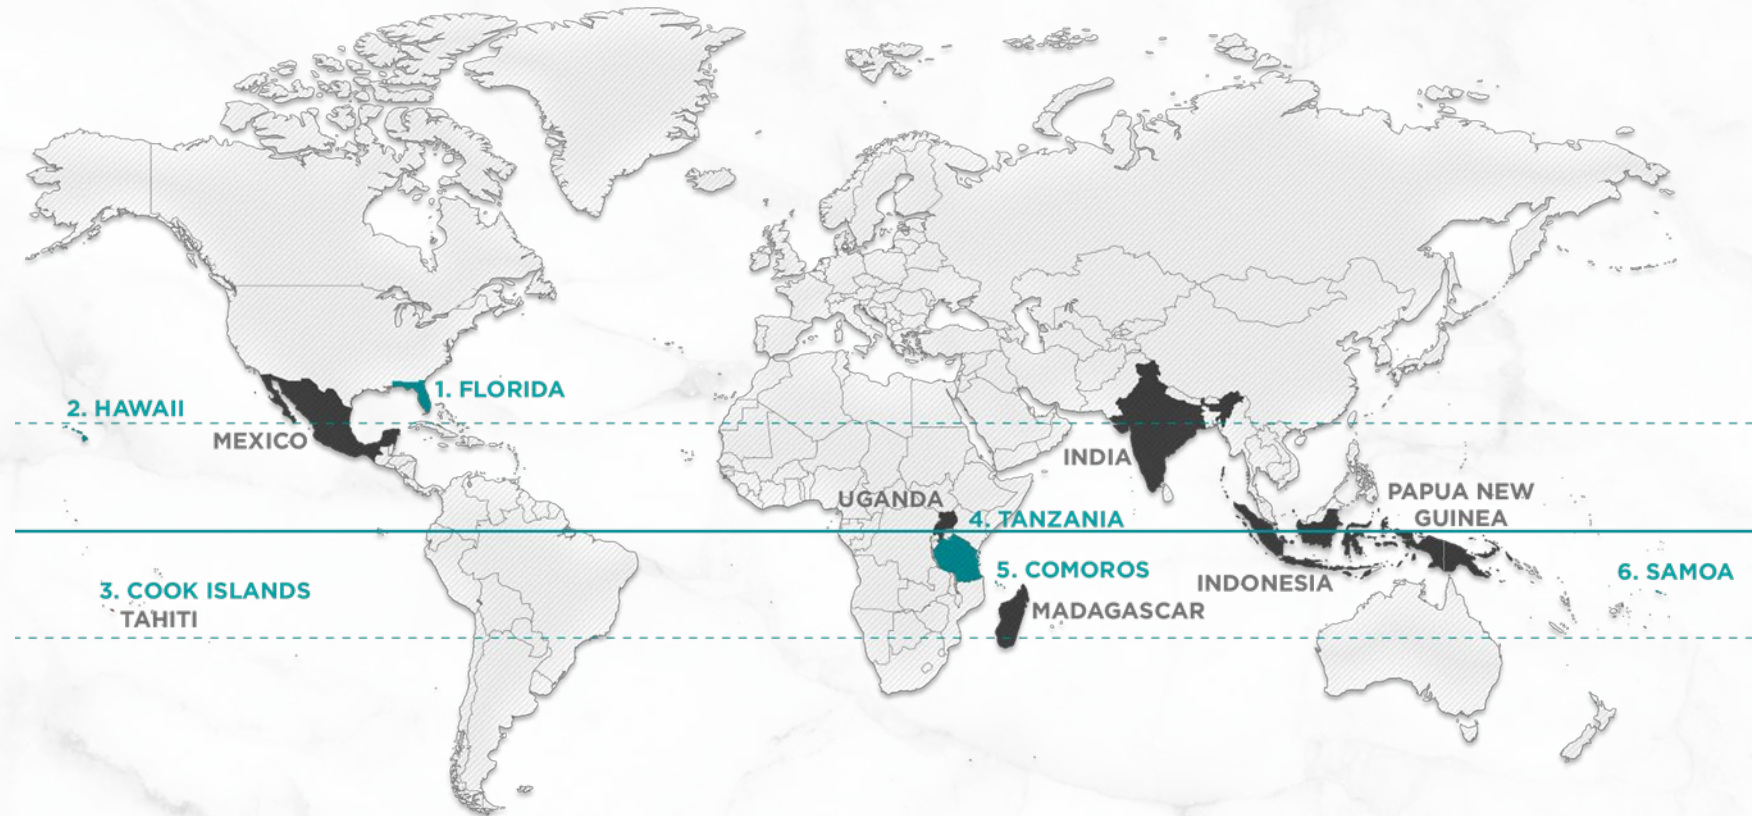 1. FLORIDA
2. HAWAII
MEXICO
INDIA
UGANDA
PAPUA NEW
GUINEA
4. TANZANIA
5. COMOROS
6. SAMOA
INDONESIA
3. COOK ISLANDS
MADAGASCAR
TAHITI